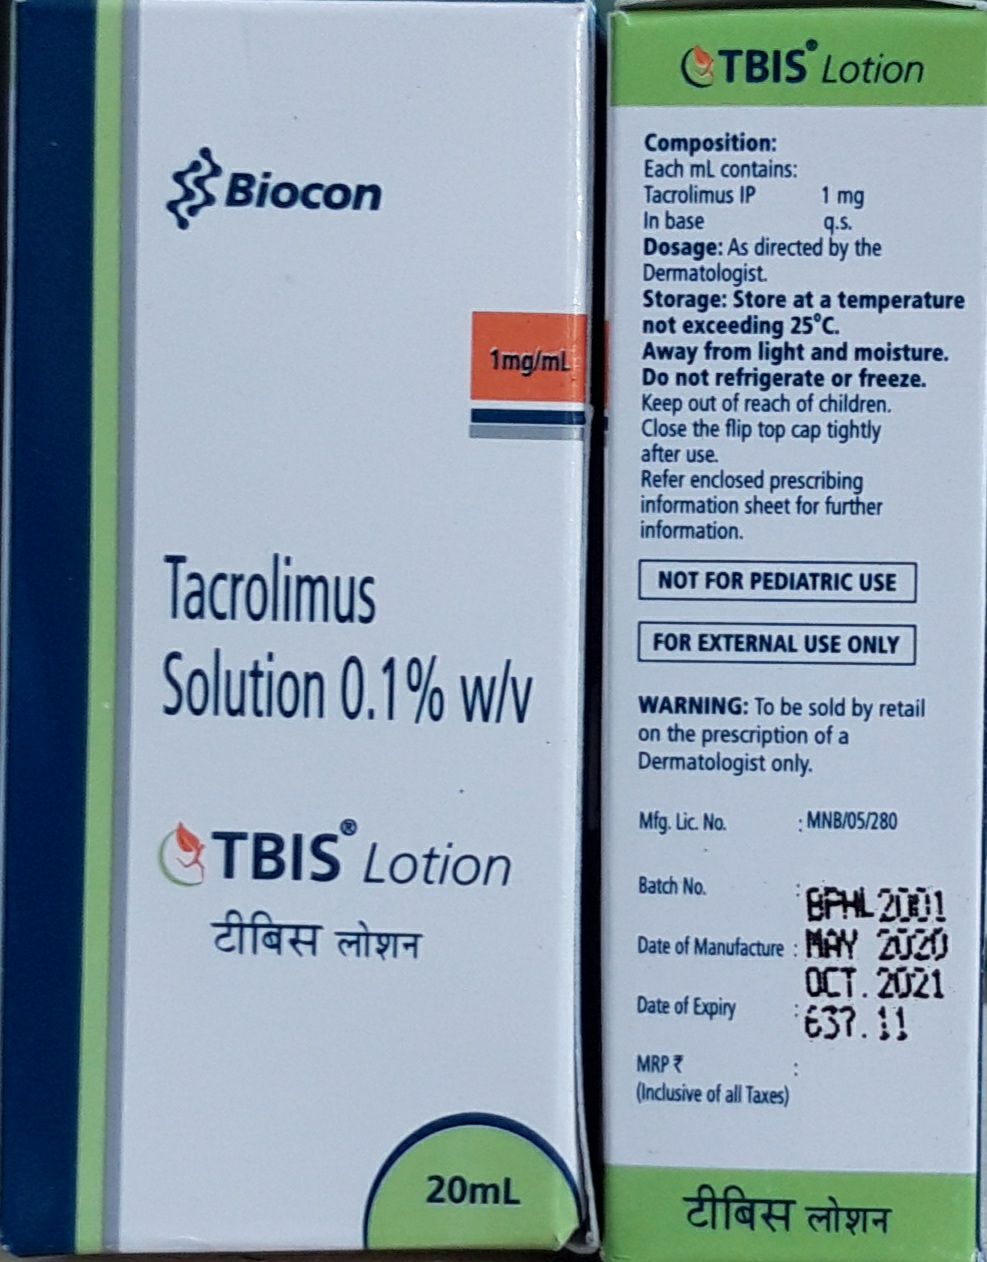 Biocon
1mg/mL
Tacrolimus
Solution 0.1% w/v
TBIS® Lotion
टीबिस लोशन
20mL
TBIS® Lotion
Composition:
Each mL contains:
Tacrolimus IP 1 mg
In base q.s.
Dosage: As directed by the
Dermatologist.
Storage: Store at a temperature
not exceeding 25°C.
Away from light and moisture.
Do not refrigerate or freeze.
Keep out of reach of children.
Close the flip top cap tightly
after use.
Refer enclosed prescribing
information sheet for further
information.
NOT FOR PEDIATRIC USE
FOR EXTERNAL USE ONLY
WARNING: To be sold by retail
on the prescription of a
Dermatologist only.
Mfg. Lic. No. : MNB/05/280
Batch No. : BPHL2001
Date of Manufacture : MAY 2020
Date of Expiry : OCT. 2021
MRP ₹ : 637.11
(Inclusive of all Taxes)
टीबिस लोशन